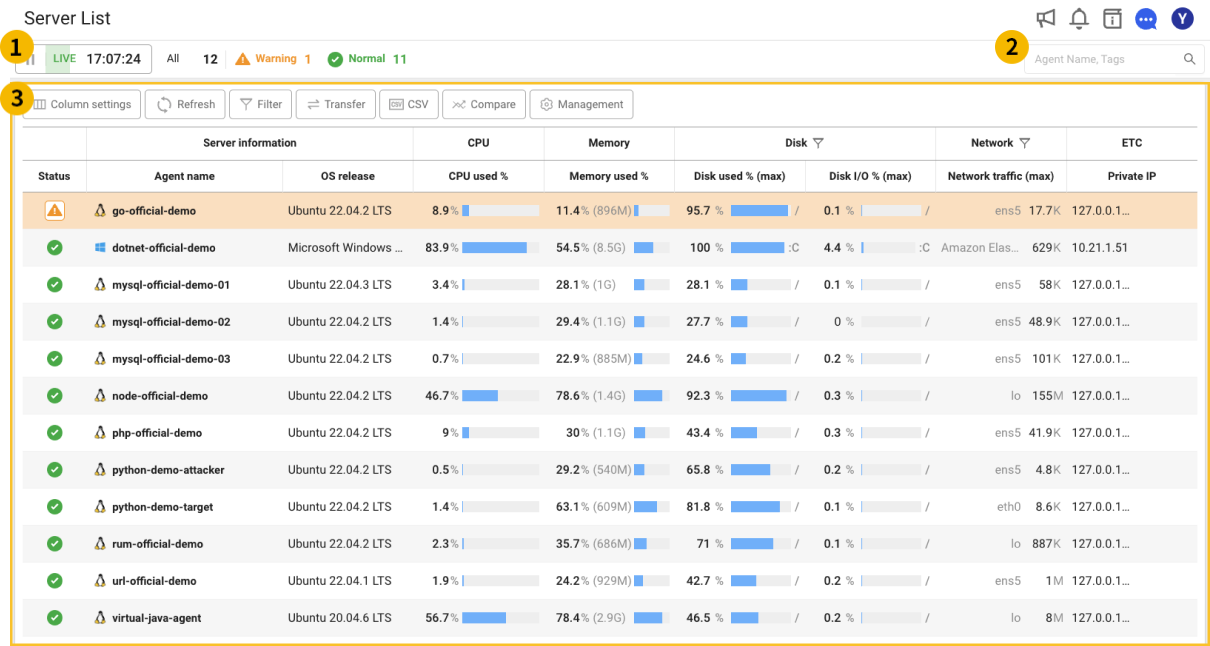 Server List
Y
1
LIVE 17:07:24 All 12 Warning 1 Normal 11
2
Agent Name, Tags
3
Column settings Refresh Filter Transfer CSV CSV Compare Management
Server information CPU Memory Disk Network ETC
Status Agent name OS release CPU used % Memory used % Disk used % (max) Disk I/O % (max) Network traffic (max) Private IP
go-official-demo Ubuntu 22.04.2 LTS 8.9% 11.4% (896M) 95.7 % / 0.1 % / ens5 17.7K 127.0.0.1...
dotnet-official-demo Microsoft Windows ... 83.9% 54.5% (8.5G) 100 % :C 4.4 % :C Amazon Elas... 629K 10.21.1.51
mysql-official-demo-01 Ubuntu 22.04.3 LTS 3.4% 28.1% (1G) 28.1 % / 0.1 % / ens5 58K 127.0.0.1...
mysql-official-demo-02 Ubuntu 22.04.2 LTS 1.4% 29.4% (1.1G) 27.7 % / 0 % / ens5 48.9K 127.0.0.1...
mysql-official-demo-03 Ubuntu 22.04.2 LTS 0.7% 22.9% (885M) 24.6 % / 0.2 % / ens5 101K 127.0.0.1...
node-official-demo Ubuntu 22.04.2 LTS 46.7% 78.6% (1.4G) 92.3 % / 0.3 % / lo 155M 127.0.0.1...
php-official-demo Ubuntu 22.04.2 LTS 9% 30% (1.1G) 43.4 % / 0.3 % / ens5 41.9K 127.0.0.1...
python-demo-attacker Ubuntu 22.04.2 LTS 0.5% 29.2% (540M) 65.8 % / 0.2 % / ens5 4.8K 127.0.0.1...
python-demo-target Ubuntu 22.04.2 LTS 1.4% 63.1% (609M) 81.8 % / 0.1 % / eth0 8.6K 127.0.0.1...
rum-official-demo Ubuntu 22.04.2 LTS 2.3% 35.7% (686M) 71 % / 0.1 % / lo 887K 127.0.0.1...
url-official-demo Ubuntu 22.04.1 LTS 1.9% 24.2% (929M) 42.7 % / 0.2 % / ens5 1M 127.0.0.1...
virtual-java-agent Ubuntu 20.04.6 LTS 56.7% 78.4% (2.9G) 46.5 % / 0.2 % / lo 8M 127.0.0.1...